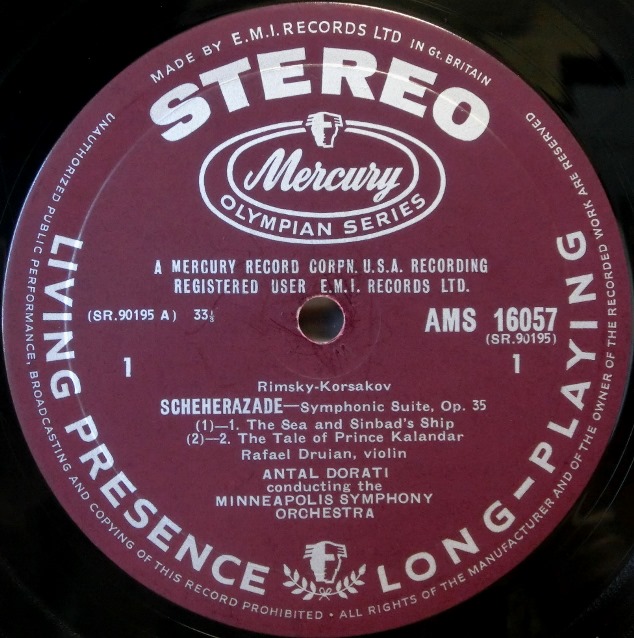 MADE BY E.M.I. RECORDS LTD IN Gt. BRITAIN
STEREO
Mercury
OLYMPIAN SERIES
A MERCURY RECORD CORPN. U.S.A. RECORDING
REGISTERED USER E.M.I. RECORDS LTD.
(SR.90195 A) 33⅓
AMS 16057
(SR.90195)
1
1
Rimsky-Korsakov
SCHEHERAZADE—Symphonic Suite, Op. 35
(1)—1. The Sea and Sinbad's Ship
(2)—2. The Tale of Prince Kalandar
Rafael Druian, violin
ANTAL DORATI
conducting the
MINNEAPOLIS SYMPHONY
ORCHESTRA
LIVING PRESENCE
LONG-PLAYING
UNAUTHORIZED PUBLIC PERFORMANCE, BROADCASTING AND COPYING OF THIS RECORD PROHIBITED · ALL RIGHTS OF THE MANUFACTURER AND OF THE OWNER OF THE RECORDED WORK ARE RESERVED